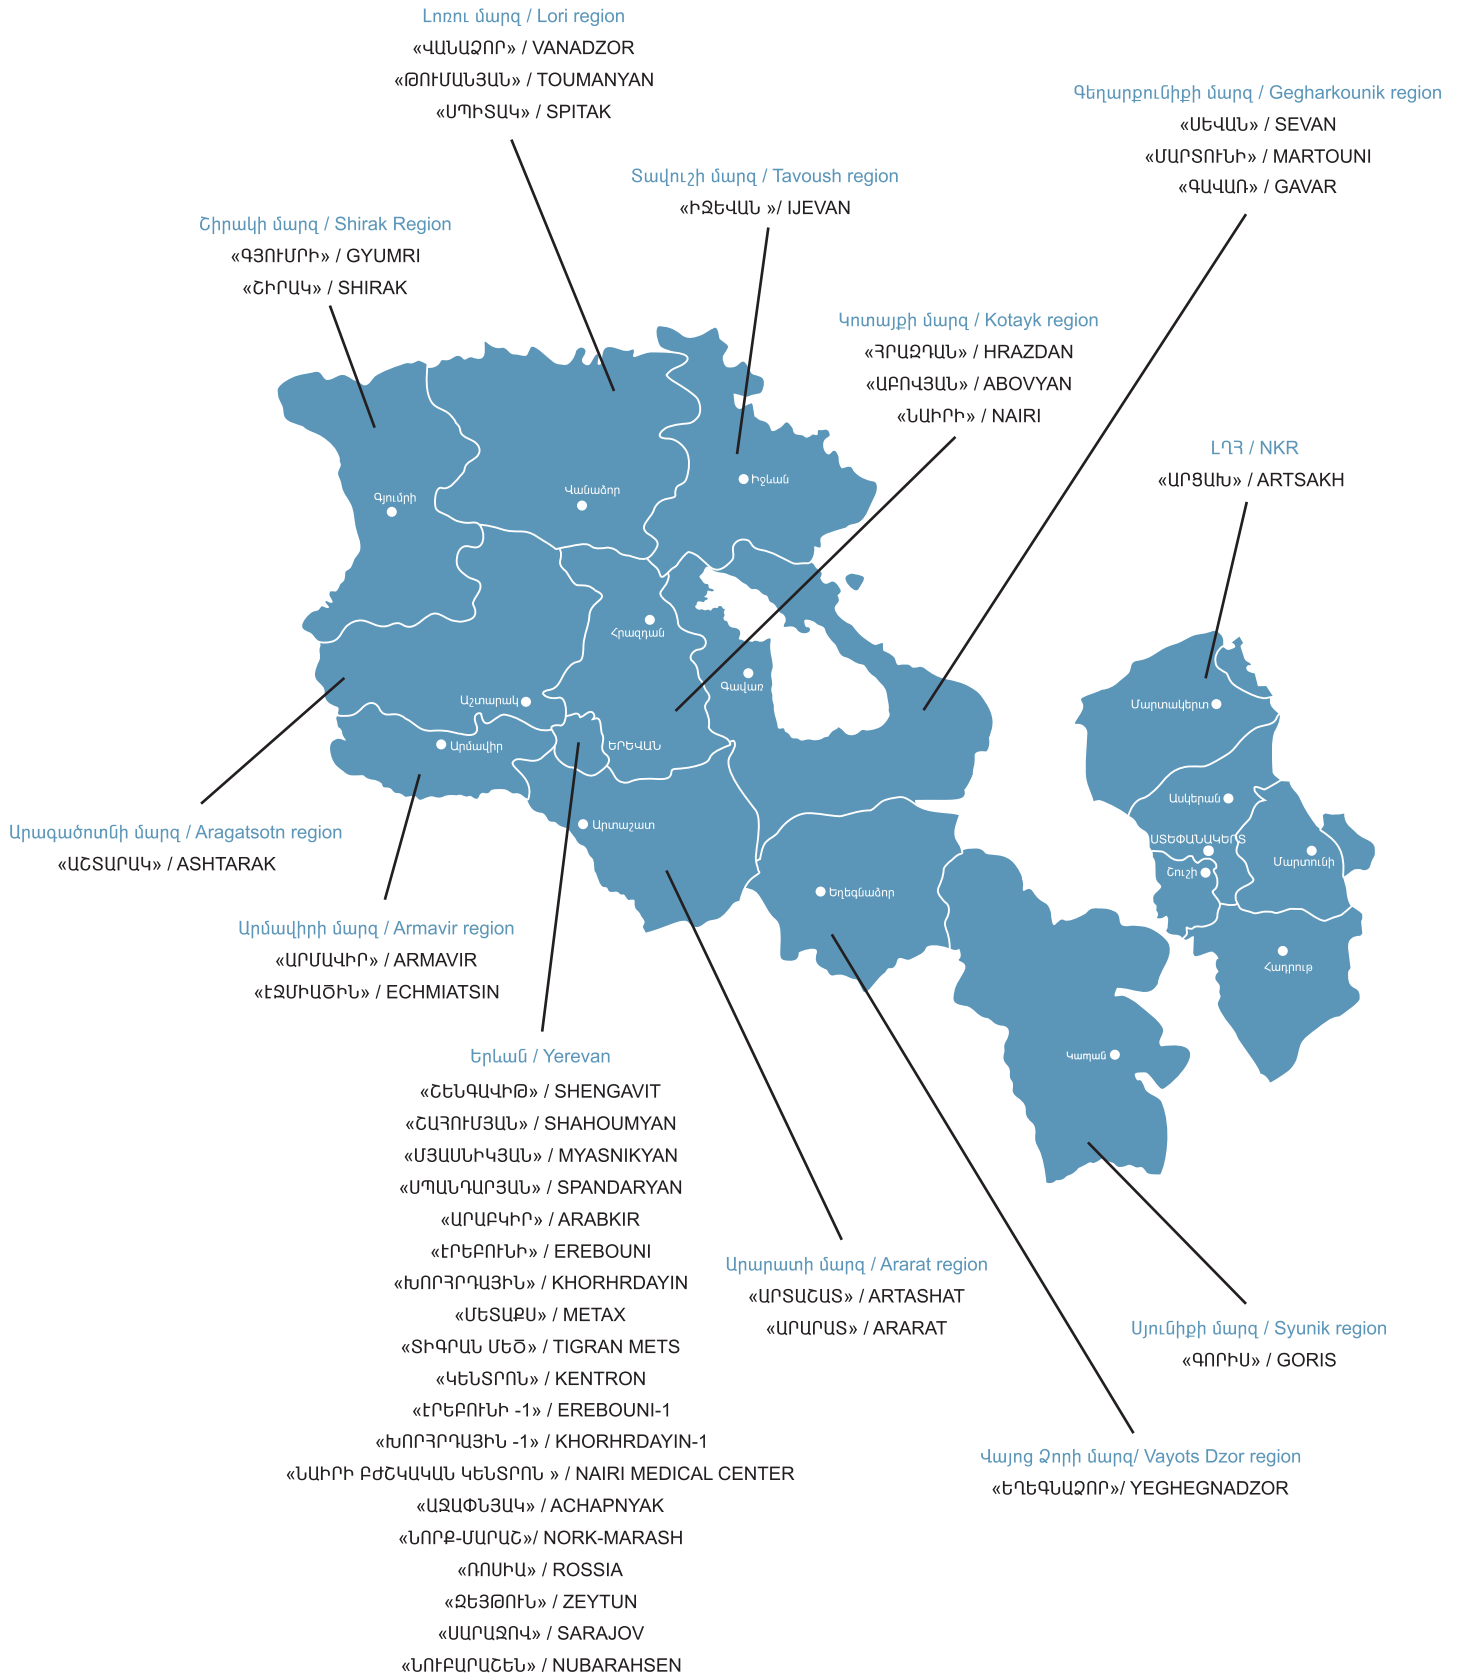 Լոռու մարզ / Lori region
«ՎԱՆԱՁՈՐ» / VANADZOR
«ԹՈՒՄԱՆՅԱՆ» / TOUMANYAN
«ՍՊԻՏԱԿ» / SPITAK
Գեղարքունիքի մարզ / Gegharkounik region
«ՍԵՎԱՆ» / SEVAN
«ՄԱՐՏՈՒՆԻ» / MARTOUNI
«ԳԱՎԱՌ» / GAVAR
Տավուշի մարզ / Tavoush region
«ԻՋԵՎԱՆ »/ IJEVAN
Շիրակի մարզ / Shirak Region
«ԳՅՈՒՄՐԻ» / GYUMRI
«ՇԻՐԱԿ» / SHIRAK
Կոտայքի մարզ / Kotayk region
«ՀՐԱԶԴԱՆ» / HRAZDAN
«ԱԲՈՎՅԱՆ» / ABOVYAN
«ՆԱԻՐԻ» / NAIRI
ԼՂՀ / NKR
«ԱՐՑԱԽ» / ARTSAKH
Գյումրի
Վանաձոր
Իջևան
Հրազդան
Գավառ
Աշտարակ
Արմավիր
ԵՐԵՎԱՆ
Արտաշատ
Եղեգնաձոր
Կապան
Մարտակերտ
Ասկերան
ՍՏԵՓԱՆԱԿԵՐՏ
Շուշի
Մարտունի
Հադրութ
Արագածոտնի մարզ / Aragatsotn region
«ԱՇՏԱՐԱԿ» / ASHTARAK
Արմավիրի մարզ / Armavir region
«ԱՐՄԱՎԻՐ» / ARMAVIR
«ԷՋՄԻԱԾԻՆ» / ECHMIATSIN
Երևան / Yerevan
«ՇԵՆԳԱՎԻԹ» / SHENGAVIT
«ՇԱՀՈՒՄՅԱՆ» / SHAHOUMYAN
«ՄՅԱՍՆԻԿՅԱՆ» / MYASNIKYAN
«ՍՊԱՆԴԱՐՅԱՆ» / SPANDARYAN
«ԱՐԱԲԿԻՐ» / ARABKIR
«ԷՐԵԲՈՒՆԻ» / EREBOUNI
«ԽՈՐՀՐԴԱՅԻՆ» / KHORHRDAYIN
«ՄԵՏԱՔՍ» / METAX
«ՏԻԳՐԱՆ ՄԵԾ» / TIGRAN METS
«ԿԵՆՏՐՈՆ» / KENTRON
«ԷՐԵԲՈՒՆԻ -1» / EREBOUNI-1
«ԽՈՐՀՐԴԱՅԻՆ -1» / KHORHRDAYIN-1
«ՆԱԻՐԻ ԲԺՇԿԱԿԱՆ ԿԵՆՏՐՈՆ » / NAIRI MEDICAL CENTER
«ԱՋԱՓՆՅԱԿ» / ACHAPNYAK
«ՆՈՐՔ-ՄԱՐԱՇ»/ NORK-MARASH
«ՌՈՍԻԱ» / ROSSIA
«ԶԵՅԹՈՒՆ» / ZEYTUN
«ՍԱՐԱՋՈՎ» / SARAJOV
«ՆՈՒԲԱՐԱՇԵՆ» / NUBARAHSEN
Արարատի մարզ / Ararat region
«ԱՐՏԱՇԱՏ» / ARTASHAT
«ԱՐԱՐԱՏ» / ARARAT
Սյունիքի մարզ / Syunik region
«ԳՈՐԻՍ» / GORIS
Վայոց Ձորի մարզ/ Vayots Dzor region
«ԵՂԵԳՆԱՁՈՐ»/ YEGHEGNADZOR